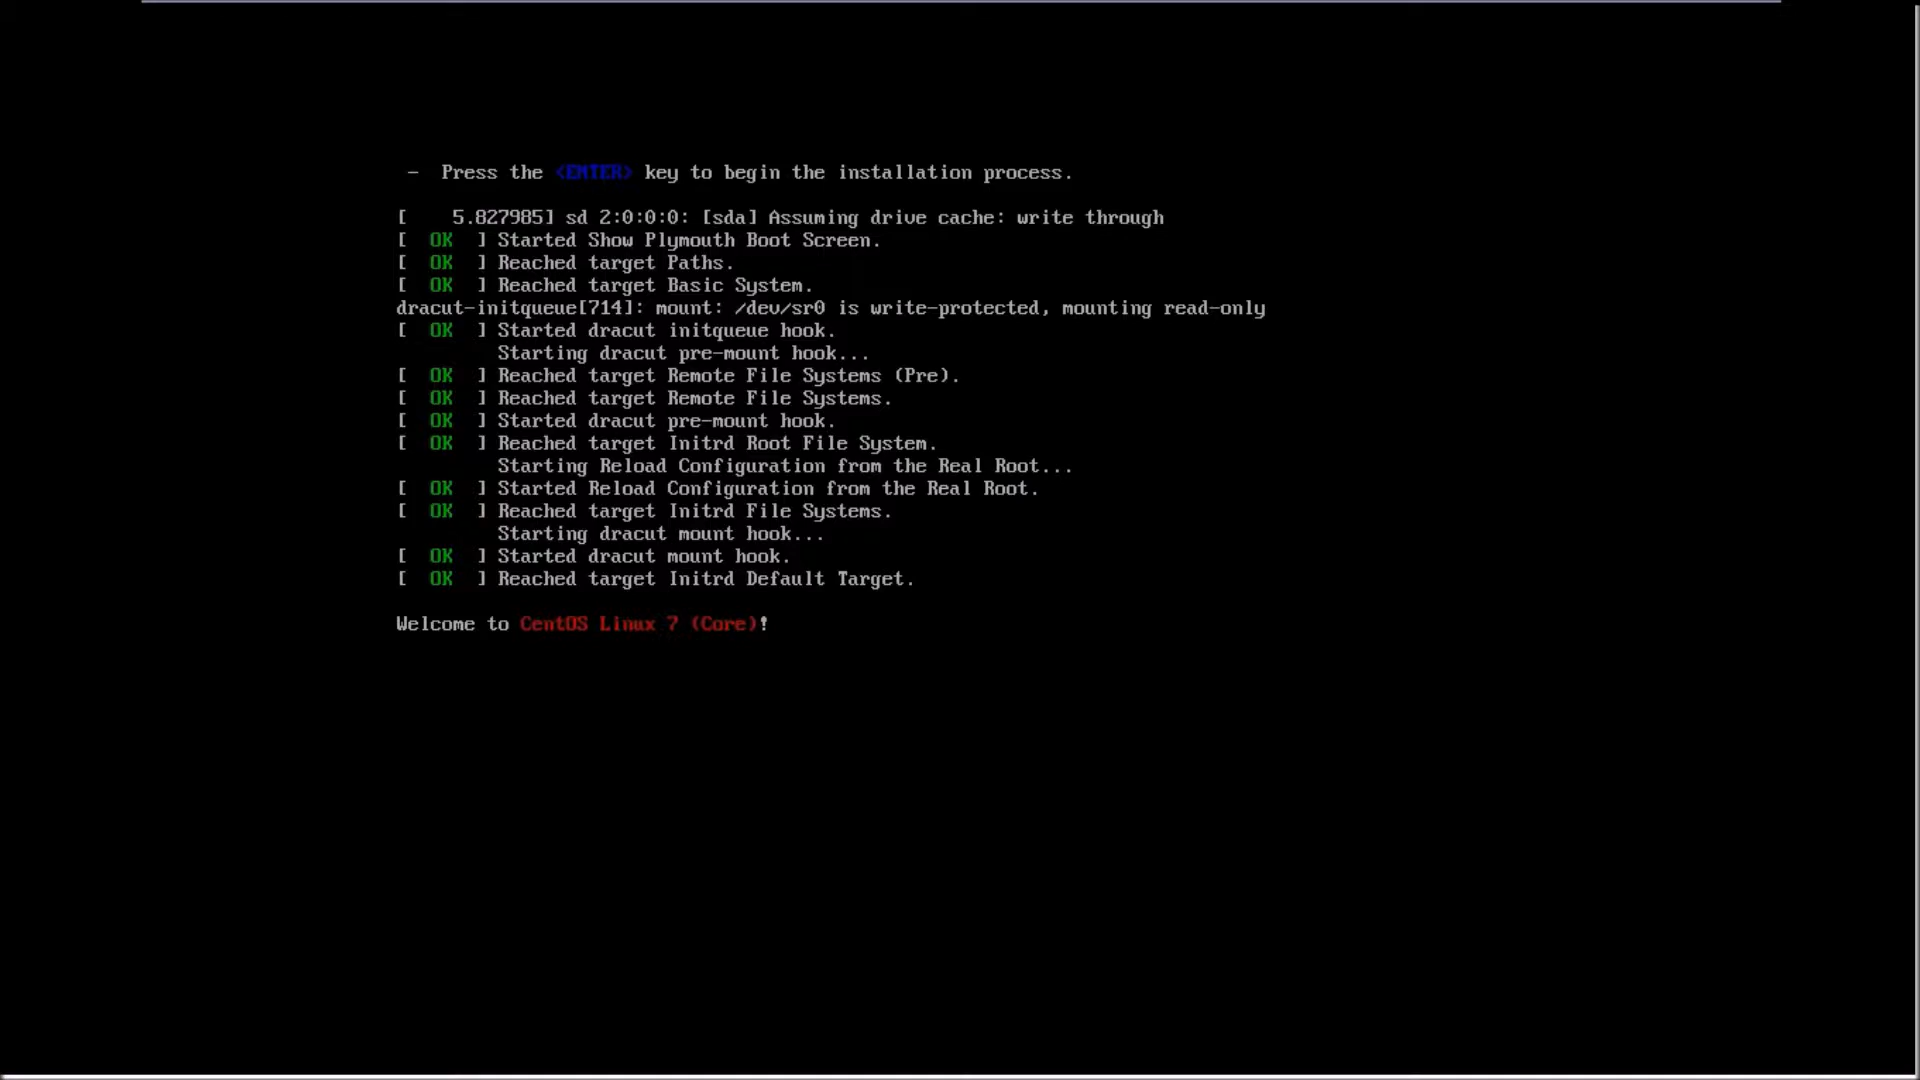 -  Press the <ENTER> key to begin the installation process.
[    5.827985] sd 2:0:0:0: [sda] Assuming drive cache: write through
[  OK  ] Started Show Plymouth Boot Screen.
[  OK  ] Reached target Paths.
[  OK  ] Reached target Basic System.
dracut-initqueue[714]: mount: /dev/sr0 is write-protected, mounting read-only
[  OK  ] Started dracut initqueue hook.
         Starting dracut pre-mount hook...
[  OK  ] Reached target Remote File Systems (Pre).
[  OK  ] Reached target Remote File Systems.
[  OK  ] Started dracut pre-mount hook.
[  OK  ] Reached target Initrd Root File System.
         Starting Reload Configuration from the Real Root...
[  OK  ] Started Reload Configuration from the Real Root.
[  OK  ] Reached target Initrd File Systems.
         Starting dracut mount hook...
[  OK  ] Started dracut mount hook.
[  OK  ] Reached target Initrd Default Target.
Welcome to CentOS Linux 7 (Core)!